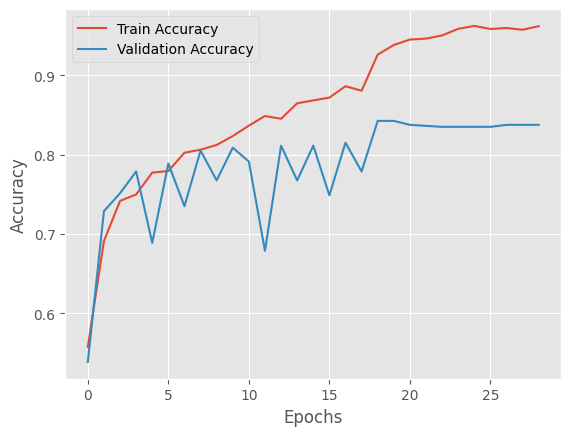 Train Accuracy
Validation Accuracy
0.9
0.8
0.7
0.6
Accuracy
0 5 10 15 20 25
Epochs